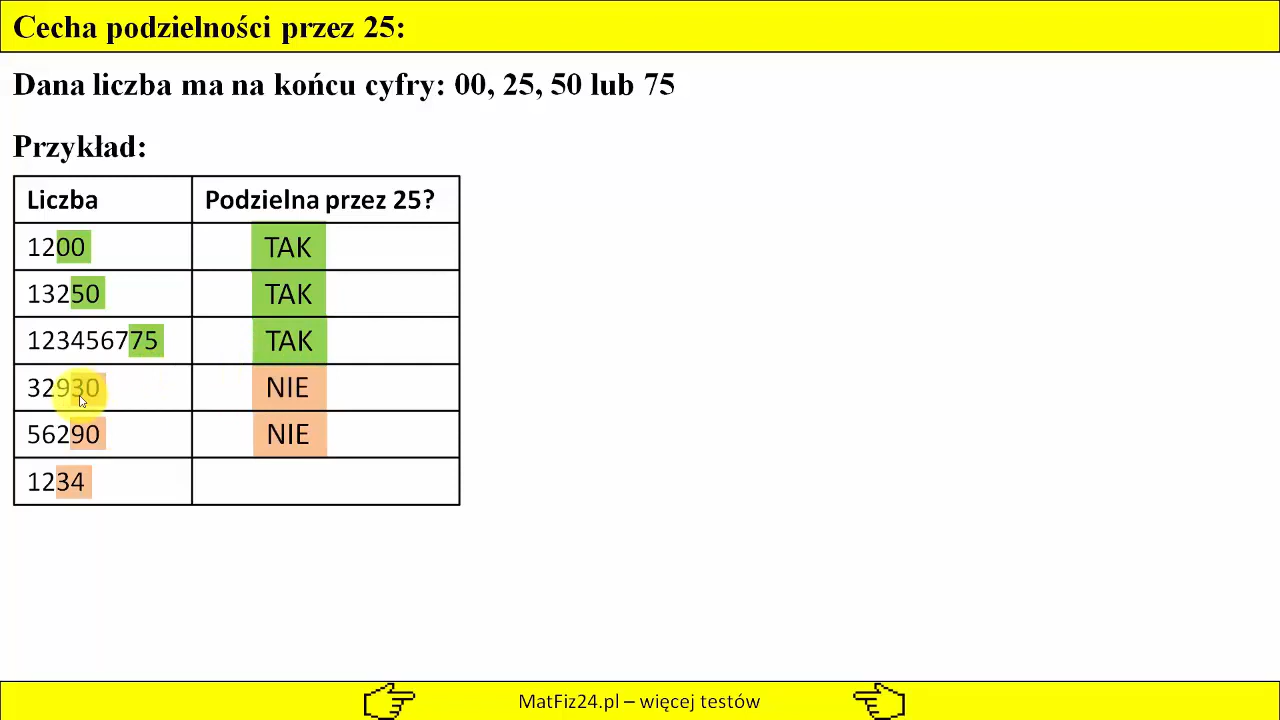 Cecha podzielności przez 25:
Dana liczba ma na końcu cyfry: 00, 25, 50 lub 75
Przykład:
Liczba Podzielna przez 25?
1200 TAK
13250 TAK
123456775 TAK
32930 NIE
56290 NIE
1234
MatFiz24.pl – więcej testów